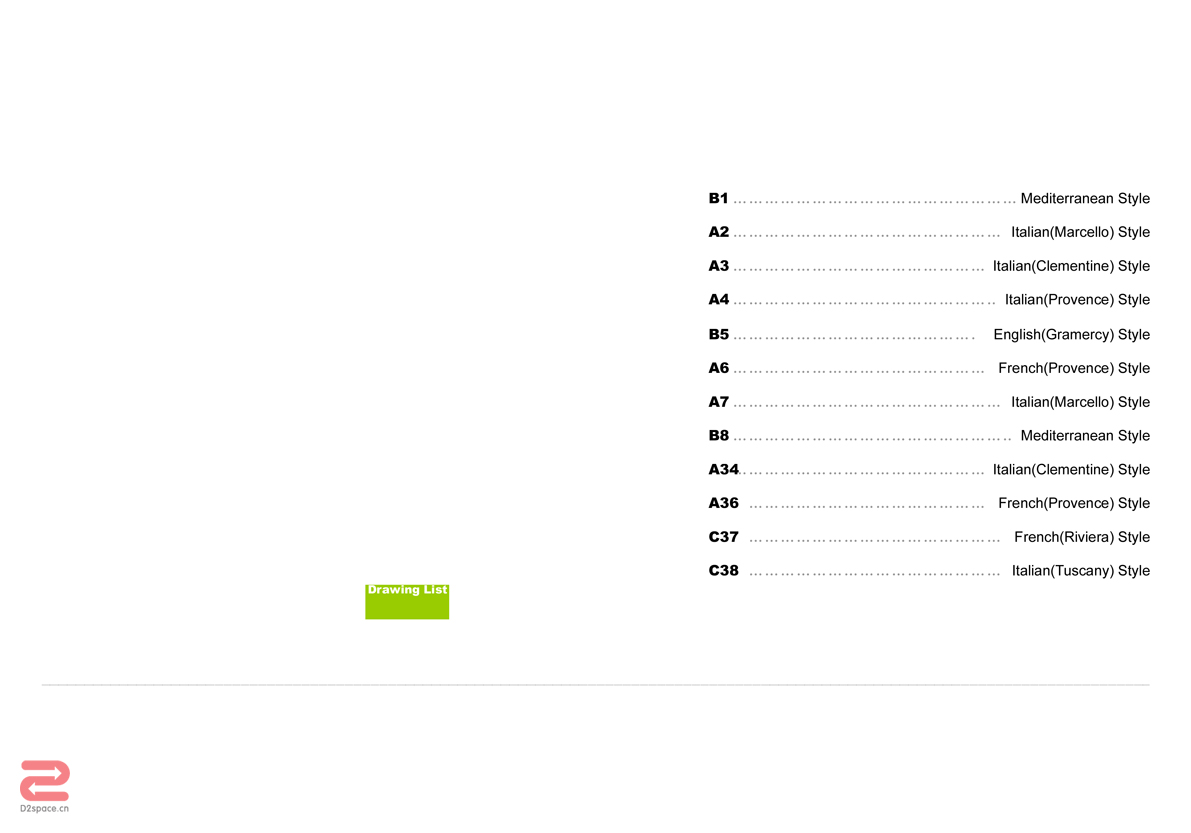 B1 ………………………………………………… Mediterranean Style
A2 …………………………………………… Italian(Marcello) Style
A3 ………………………………………… Italian(Clementine) Style
A4 ………………………………………….. Italian(Provence) Style
B5 ………………………………………. English(Gramercy) Style
A6 ………………………………………… French(Provence) Style
A7 …………………………………………… Italian(Marcello) Style
B8 …………………………………………….. Mediterranean Style
A34 ..……………………………………… Italian(Clementine) Style
A36 ……………………………………… French(Provence) Style
C37 ………………………………………… French(Riviera) Style
C38 ………………………………………… Italian(Tuscany) Style
Drawing List
D2space.cn